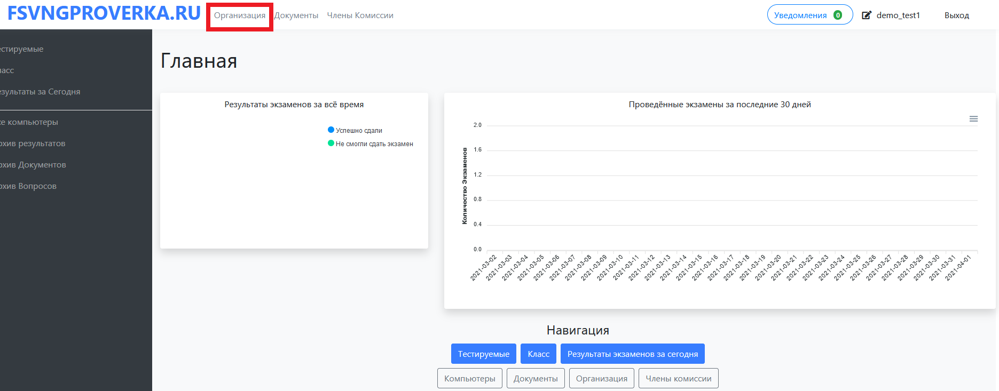 FSVNGPROVERKA.RU Организация Документы Члены Комиссии Уведомления 0 demo_test1 Выход
естируемые
ласс
езультаты за Сегодня
се компьютеры
рхив результатов
рхив Документов
рхив Вопросов
Главная
Результаты экзаменов за всё время
Успешно сдали
Не смогли сдать экзамен
Проведённые экзамены за последние 30 дней
Количество Экзаменов
2.0
1.6
1.2
0.8
0.4
0.0
2021-03-02 2021-03-03 2021-03-04 2021-03-05 2021-03-06 2021-03-07 2021-03-08 2021-03-09 2021-03-10 2021-03-11 2021-03-12 2021-03-13 2021-03-14 2021-03-15 2021-03-16 2021-03-17 2021-03-18 2021-03-19 2021-03-20 2021-03-21 2021-03-22 2021-03-23 2021-03-24 2021-03-25 2021-03-26 2021-03-27 2021-03-28 2021-03-29 2021-03-30 2021-03-31 2021-04-01
Навигация
Тестируемые Класс Результаты экзаменов за сегодня
Компьютеры Документы Организация Члены комиссии